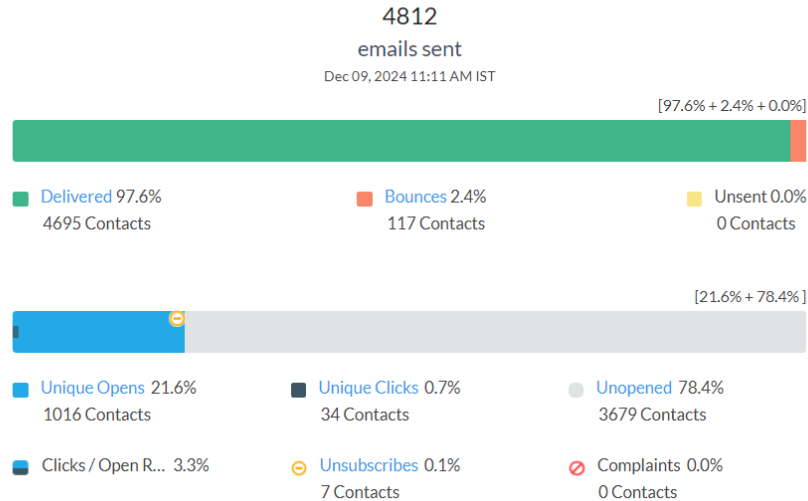 4812
emails sent
Dec 09, 2024 11:11 AM IST
[97.6% + 2.4% + 0.0%]
Delivered 97.6% Bounces 2.4% Unsent 0.0%
4695 Contacts 117 Contacts 0 Contacts
[21.6% + 78.4% ]
Unique Opens 21.6% Unique Clicks 0.7% Unopened 78.4%
1016 Contacts 34 Contacts 3679 Contacts
Clicks / Open R... 3.3% Unsubscribes 0.1% Complaints 0.0%
7 Contacts 0 Contacts